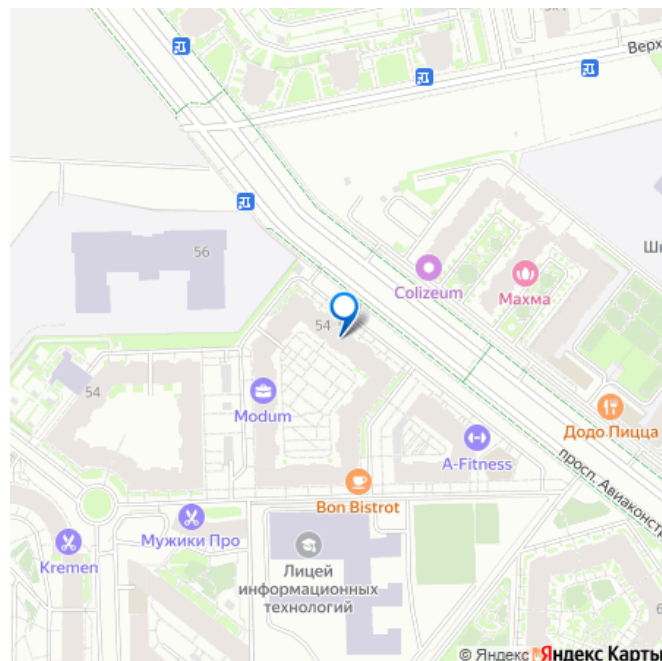 Верх
56
Шк
Colizeum
Махма
54
54
Modum
Додо Пицца
A-Fitness
просп. Авиаконстр
Bon Bistrot
Мужики Про
Kremen
Лицей
информационных
технологий
© Яндекс Яндекс Карты